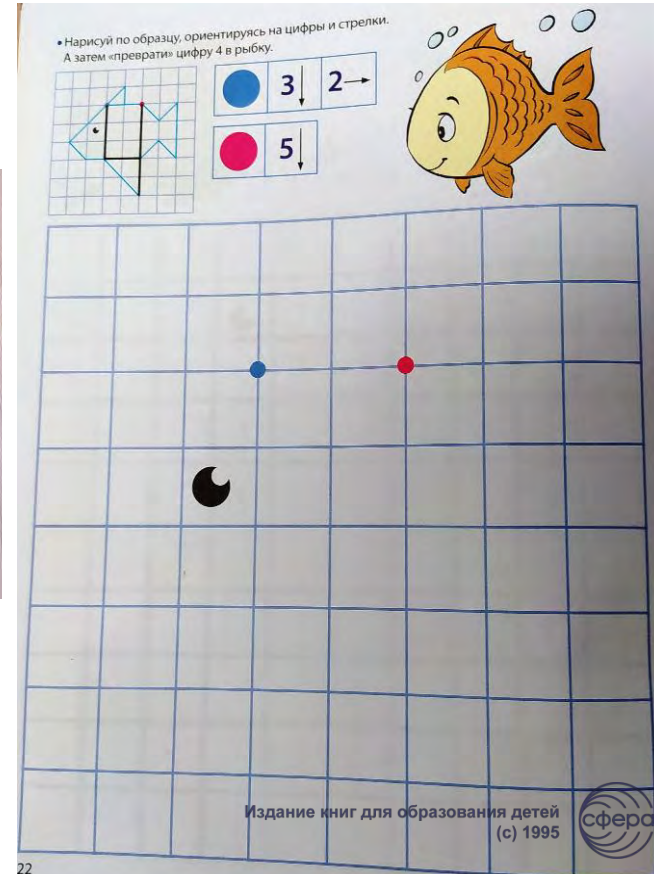 • Нарисуй по образцу, ориентируясь на цифры и стрелки.
А затем «преврати» цифру 4 в рыбку.
3↓ 2→
5↓
Издание книг для образования детей
(с) 1995
сфера
22